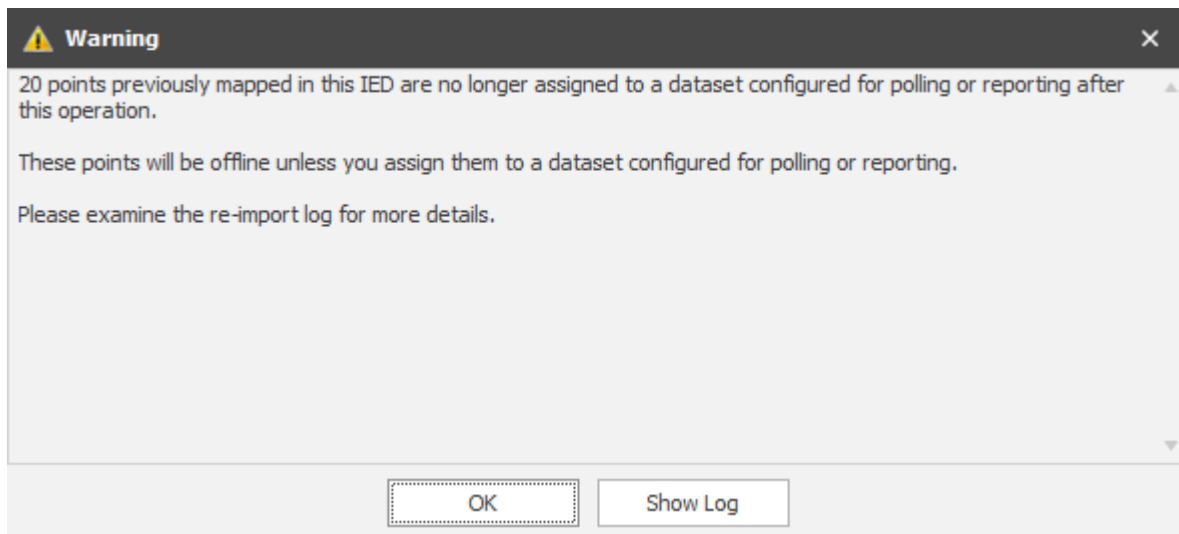 Warning
20 points previously mapped in this IED are no longer assigned to a dataset configured for polling or reporting after
this operation.
These points will be offline unless you assign them to a dataset configured for polling or reporting.
Please examine the re-import log for more details.
OK
Show Log